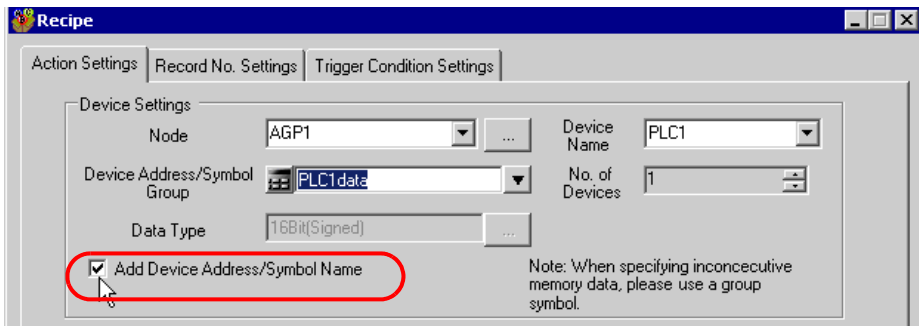 Recipe
Action Settings Record No. Settings Trigger Condition Settings
Device Settings
Node AGP1 ... Device Name PLC1
Device Address/Symbol Group PLC1data No. of Devices 1
Data Type 16Bit(Signed) ...
Add Device Address/Symbol Name
Note: When specifying inconcecutive
memory data, please use a group
symbol.